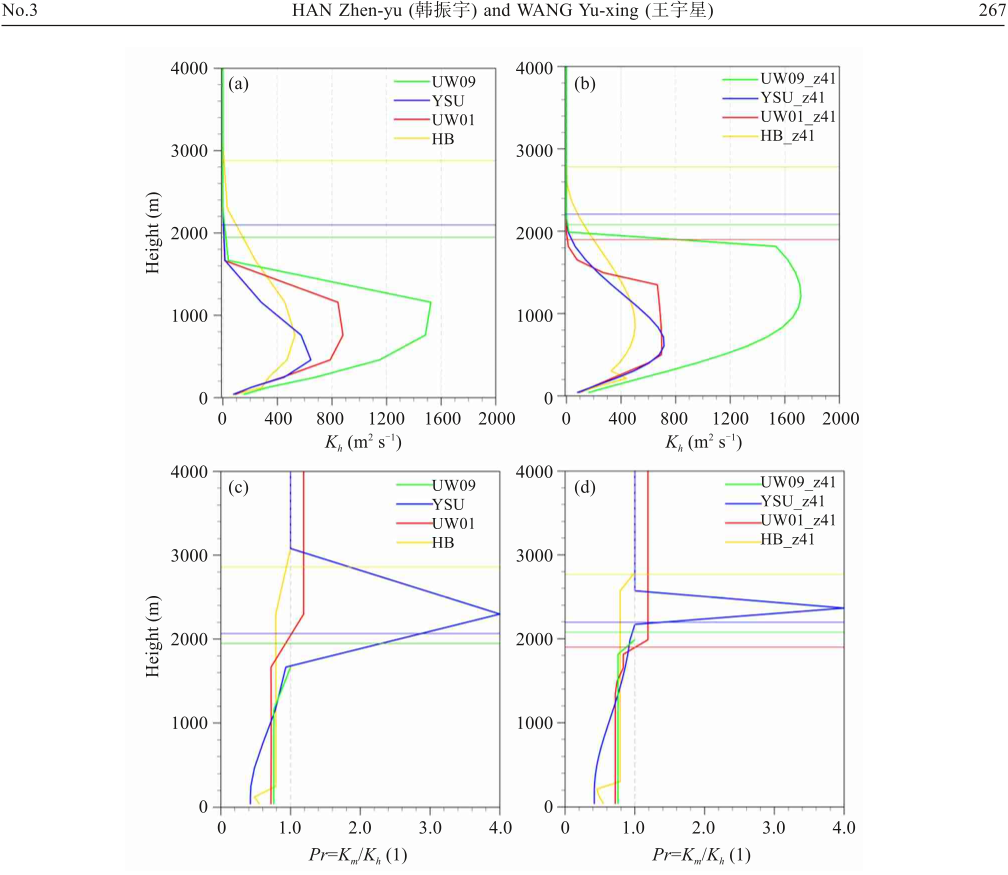 No.3 HAN Zhen-yu (韩振宇) and WANG Yu-xing (王宇星) 267
(a)
UW09
YSU
UW01
HB
4000
3000
2000
1000
0
Height (m)
0 400 800 1200 1600 2000
K_h (m² s⁻¹)
(b)
UW09_z41
YSU_z41
UW01_z41
HB_z41
4000
3000
2000
1000
0
0 400 800 1200 1600 2000
K_h (m² s⁻¹)
(c)
UW09
YSU
UW01
HB
4000
3000
2000
1000
0
Height (m)
0 1.0 2.0 3.0 4.0
Pr=K_m/K_h (1)
(d)
UW09_z41
YSU_z41
UW01_z41
HB_z41
4000
3000
2000
1000
0
0 1.0 2.0 3.0 4.0
Pr=K_m/K_h (1)